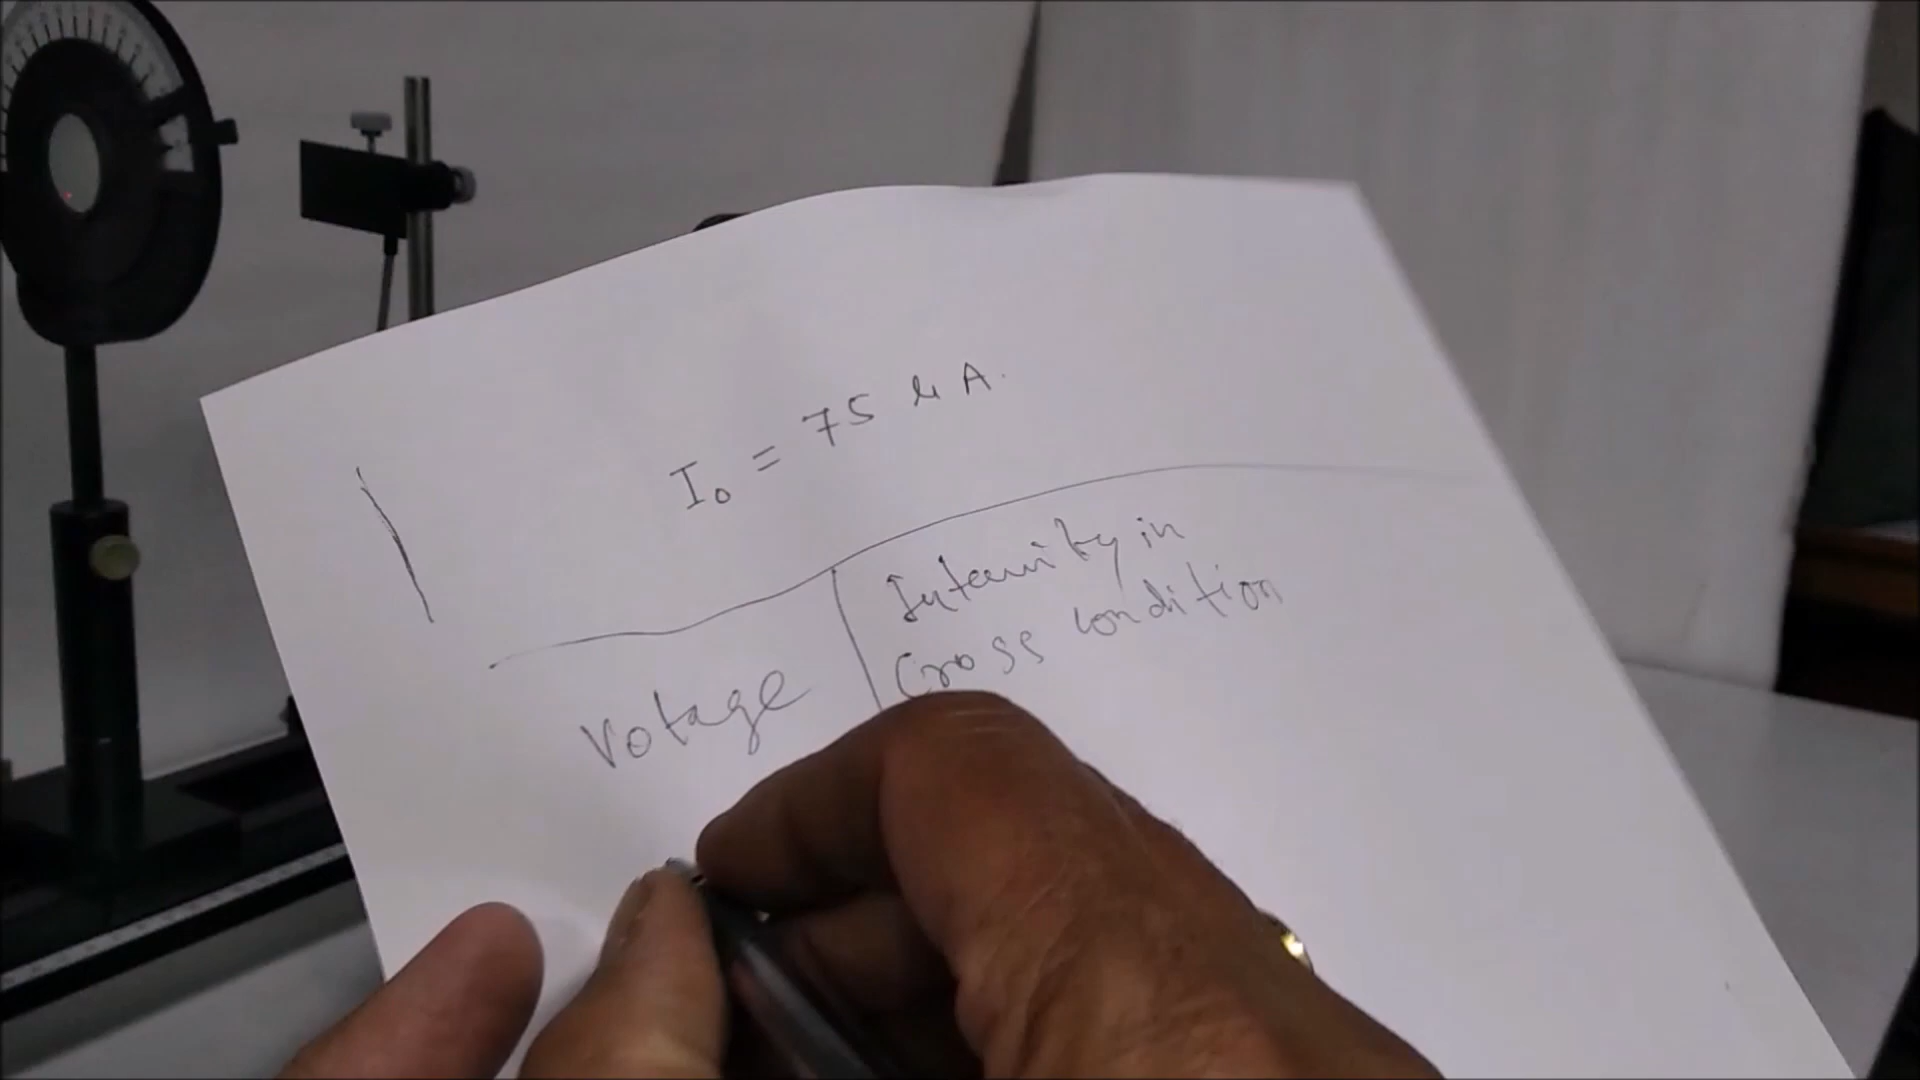 I₀ = 75 μA.
Votage
Intensity in
Cross condition